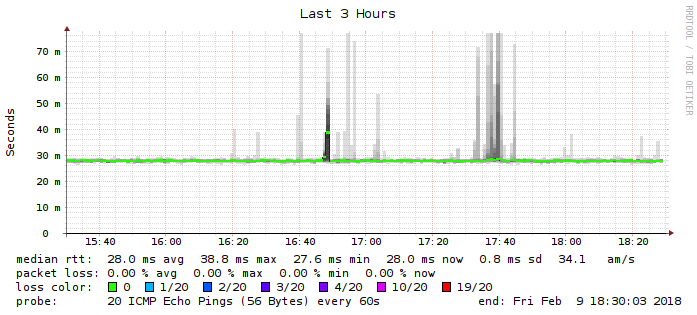 Last 3 Hours
RRDTOOL / TOBI OETIKER
Seconds
70 m
60 m
50 m
40 m
30 m
20 m
10 m
0
15:40 16:00 16:20 16:40 17:00 17:20 17:40 18:00 18:20
median rtt: 28.0 ms avg 38.8 ms max 27.6 ms min 28.0 ms now 0.8 ms sd 34.1 am/s
packet loss: 0.00 % avg 0.00 % max 0.00 % min 0.00 % now
loss color: 0 1/20 2/20 3/20 4/20 10/20 19/20
probe: 20 ICMP Echo Pings (56 Bytes) every 60s end: Fri Feb 9 18:30:03 2018